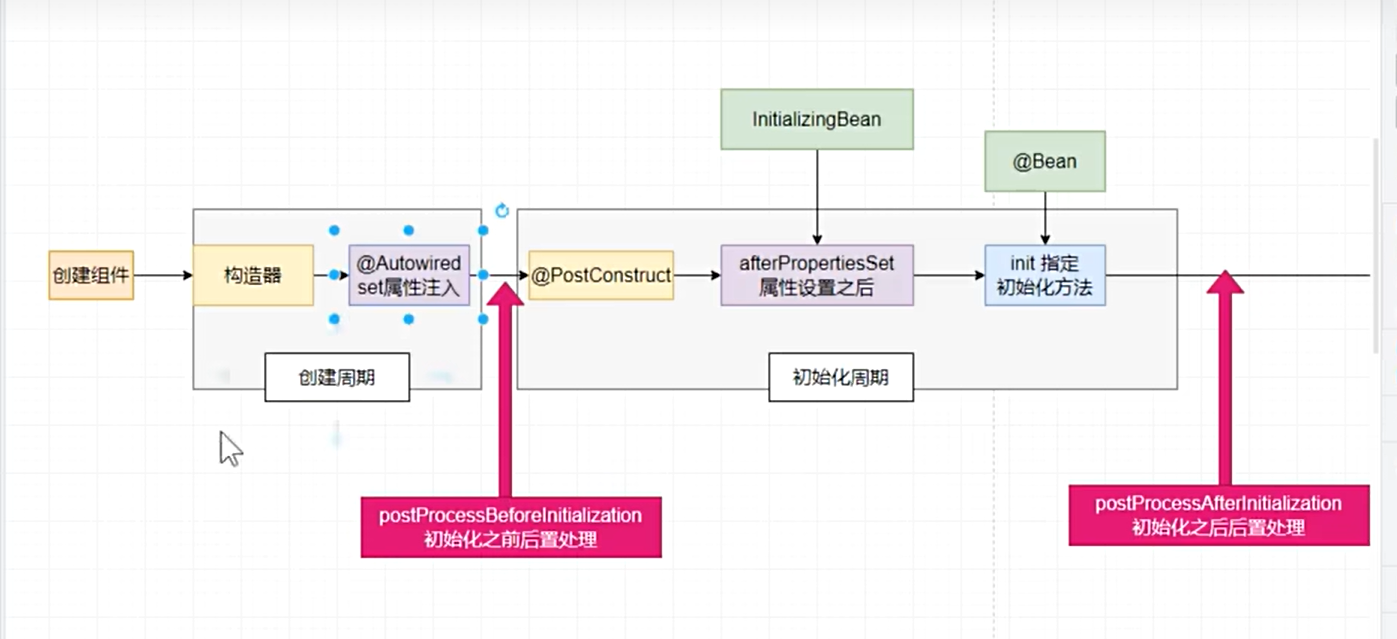 InitializingBean
@Bean
创建组件
构造器
@Autowired
set属性注入
@PostConstruct
afterPropertiesSet
属性设置之后
init 指定
初始化方法
创建周期
初始化周期
postProcessBeforeInitialization
初始化之前后置处理
postProcessAfterInitialization
初始化之后后置处理